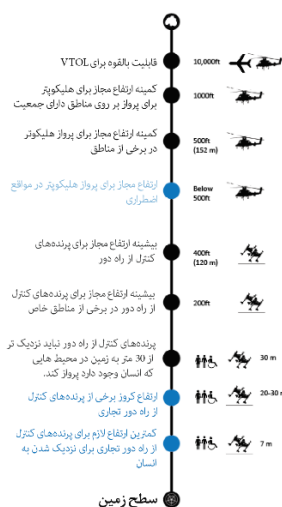 قابلیت بالقوه برای VTOL
10,000ft
کمینه ارتفاع مجاز برای هلیکوپتر
برای پرواز بر روی مناطق دارای جمعیت
1000ft
کمینه ارتفاع مجاز برای پرواز هلیکوثر
در برخی از مناطق
500ft
(152 m)
ارتفاع مجاز برای پرواز هلیکوپتر در مواقع
اضطراری
Below
500ft
بیشینه ارتفاع مجاز برای پرنده‌های
کنترل از راه دور
400ft
(120 m)
بیشینه ارتفاع مجاز برای پرنده‌های کنترل
از راه دور در برخی از مناطق خاص
200ft
پرنده‌های کنترل از راه دور نباید نزدیک تر
از 30 متر به زمین در محیط هایی
که انسان وجود دارد پرواز کند.
30 m
ارتفاع کروز برخی از پرنده‌های کنترل
از راه دور تجاری
20-30 m
کمترین ارتفاع لازم برای پرنده‌های کنترل
از راه دور تجاری برای نزدیک شدن به
انسان
7 m
سطح زمین